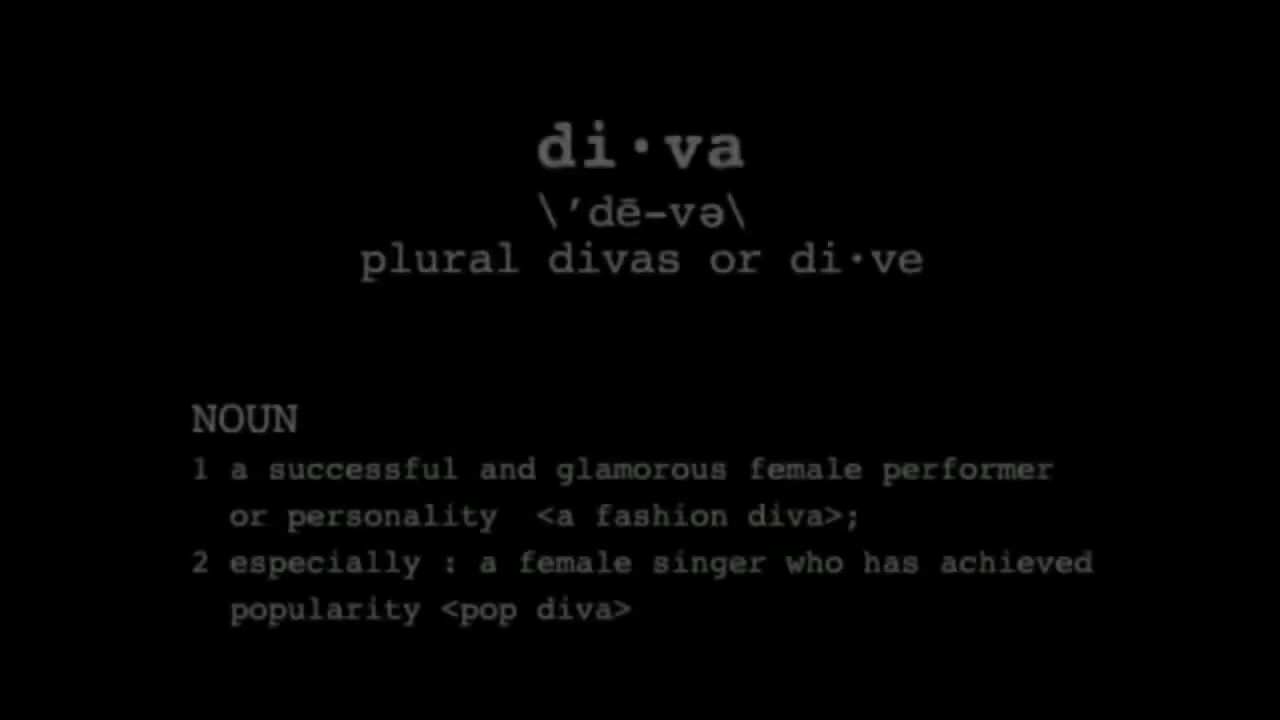 di·va
\ˈdē-və\
plural divas or di·ve
NOUN
1 a successful and glamorous female performer
or personality <a fashion diva>;
2 especially : a female singer who has achieved
popularity <pop diva>